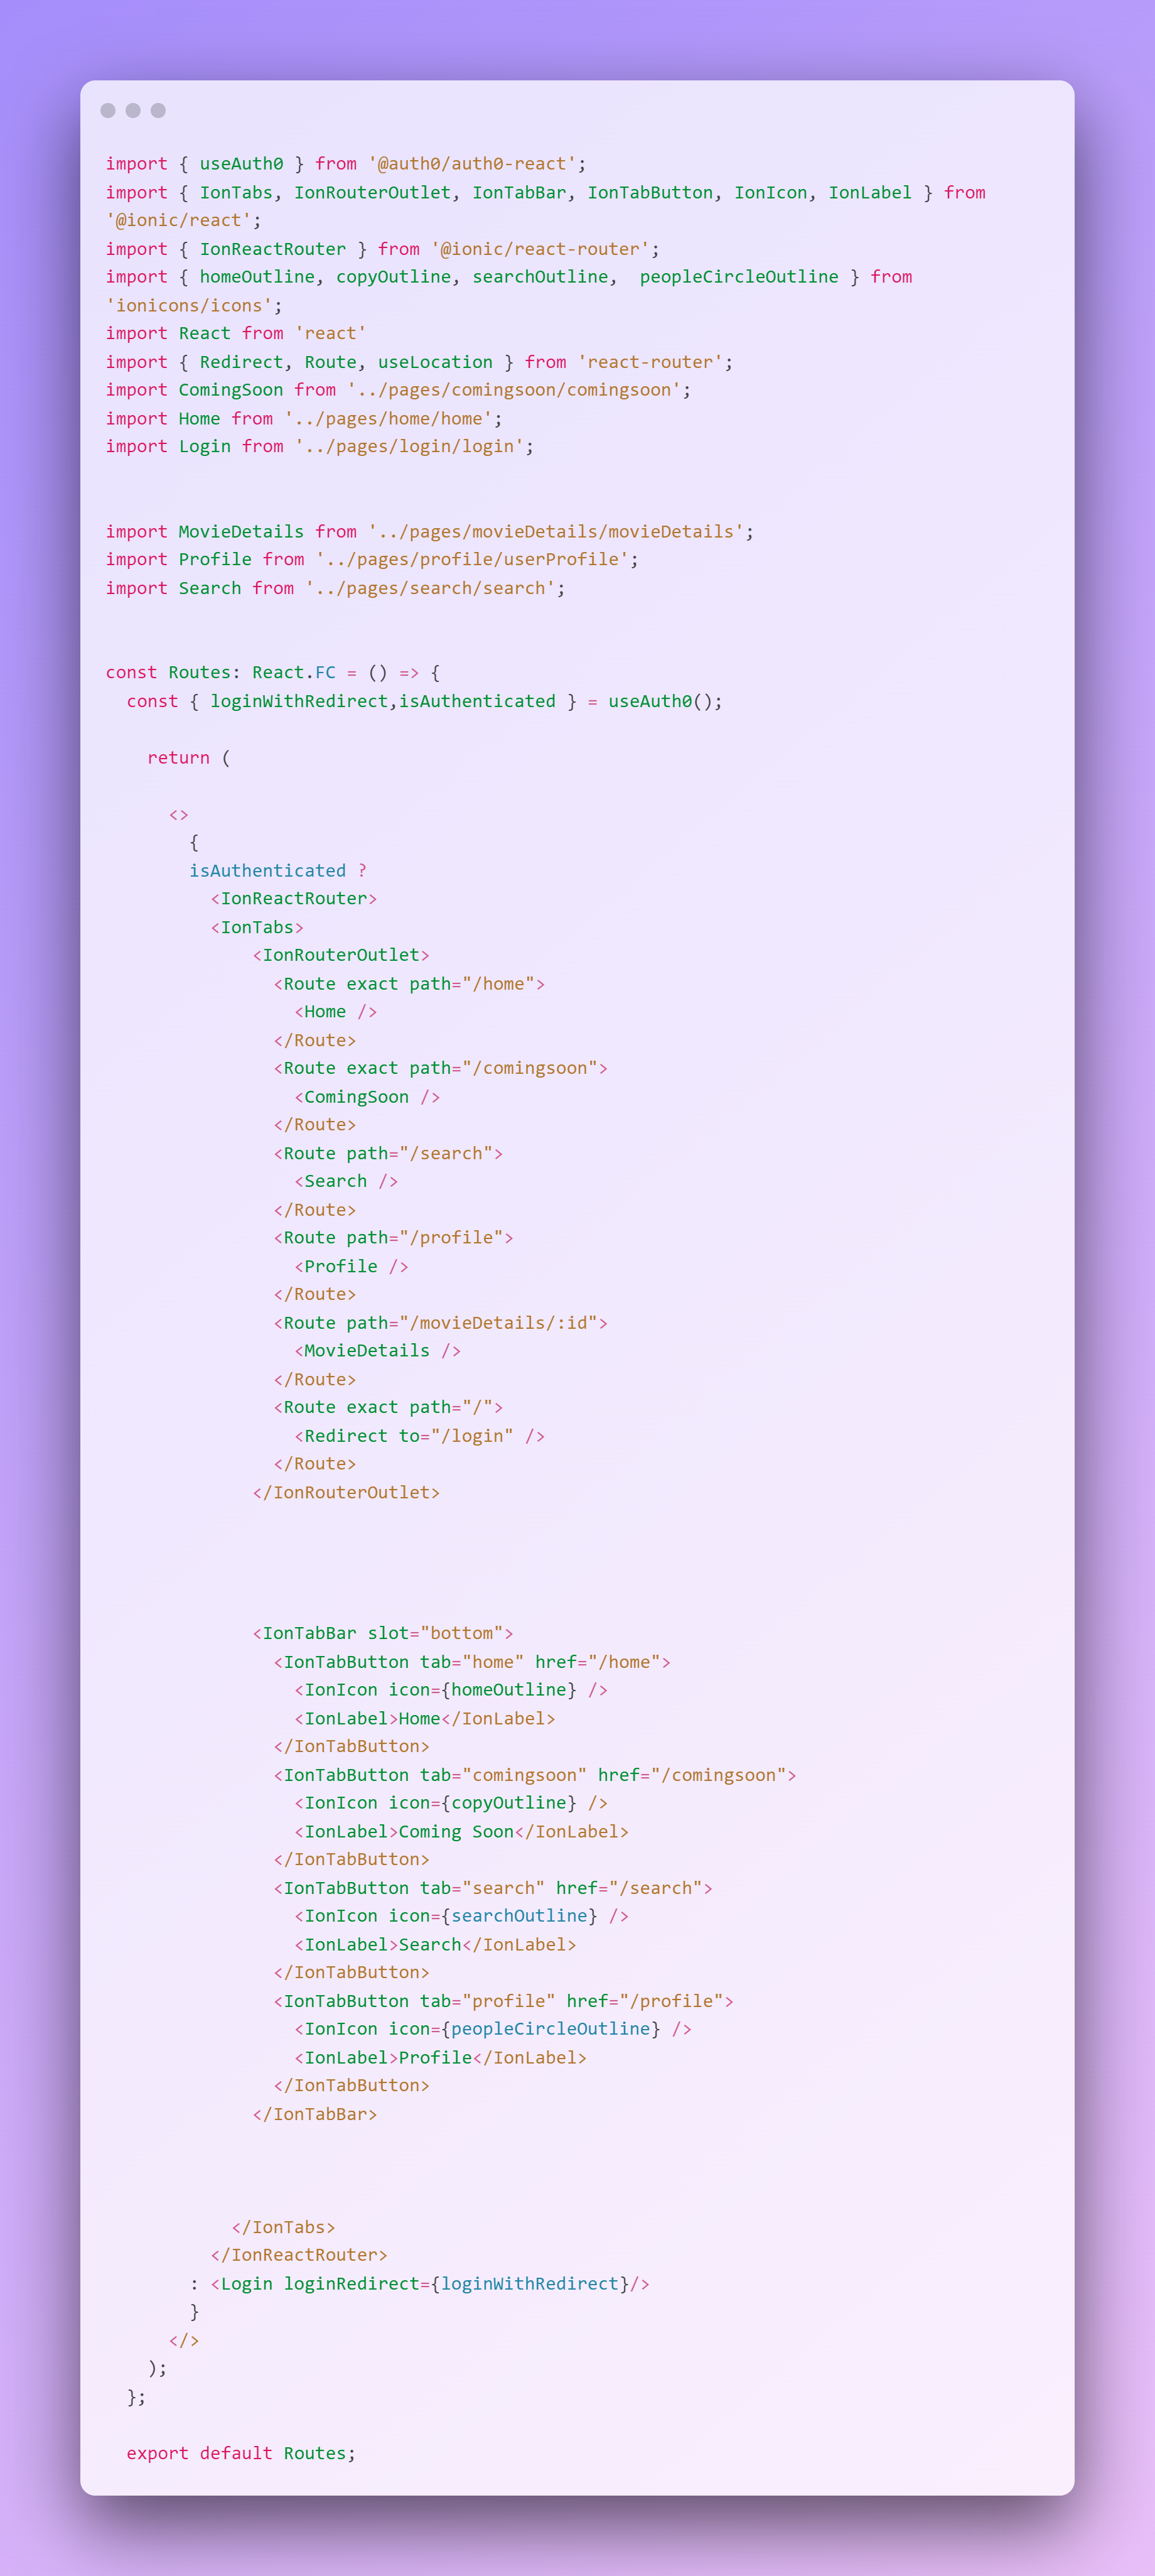 import { useAuth0 } from '@auth0/auth0-react';
import { IonTabs, IonRouterOutlet, IonTabBar, IonTabButton, IonIcon, IonLabel } from
'@ionic/react';
import { IonReactRouter } from '@ionic/react-router';
import { homeOutline, copyOutline, searchOutline,  peopleCircleOutline } from
'ionicons/icons';
import React from 'react'
import { Redirect, Route, useLocation } from 'react-router';
import ComingSoon from '../pages/comingsoon/comingsoon';
import Home from '../pages/home/home';
import Login from '../pages/login/login';


import MovieDetails from '../pages/movieDetails/movieDetails';
import Profile from '../pages/profile/userProfile';
import Search from '../pages/search/search';


const Routes: React.FC = () => {
  const { loginWithRedirect,isAuthenticated } = useAuth0();

    return (

      <>
        {
        isAuthenticated ?
          <IonReactRouter>
          <IonTabs>
              <IonRouterOutlet>
                <Route exact path="/home">
                  <Home />
                </Route>
                <Route exact path="/comingsoon">
                  <ComingSoon />
                </Route>
                <Route path="/search">
                  <Search />
                </Route>
                <Route path="/profile">
                  <Profile />
                </Route>
                <Route path="/movieDetails/:id">
                  <MovieDetails />
                </Route>
                <Route exact path="/">
                  <Redirect to="/login" />
                </Route>
              </IonRouterOutlet>




              <IonTabBar slot="bottom">
                <IonTabButton tab="home" href="/home">
                  <IonIcon icon={homeOutline} />
                  <IonLabel>Home</IonLabel>
                </IonTabButton>
                <IonTabButton tab="comingsoon" href="/comingsoon">
                  <IonIcon icon={copyOutline} />
                  <IonLabel>Coming Soon</IonLabel>
                </IonTabButton>
                <IonTabButton tab="search" href="/search">
                  <IonIcon icon={searchOutline} />
                  <IonLabel>Search</IonLabel>
                </IonTabButton>
                <IonTabButton tab="profile" href="/profile">
                  <IonIcon icon={peopleCircleOutline} />
                  <IonLabel>Profile</IonLabel>
                </IonTabButton>
              </IonTabBar>



            </IonTabs>
          </IonReactRouter>
        : <Login loginRedirect={loginWithRedirect}/>
        }
      </>
    );
  };

  export default Routes;